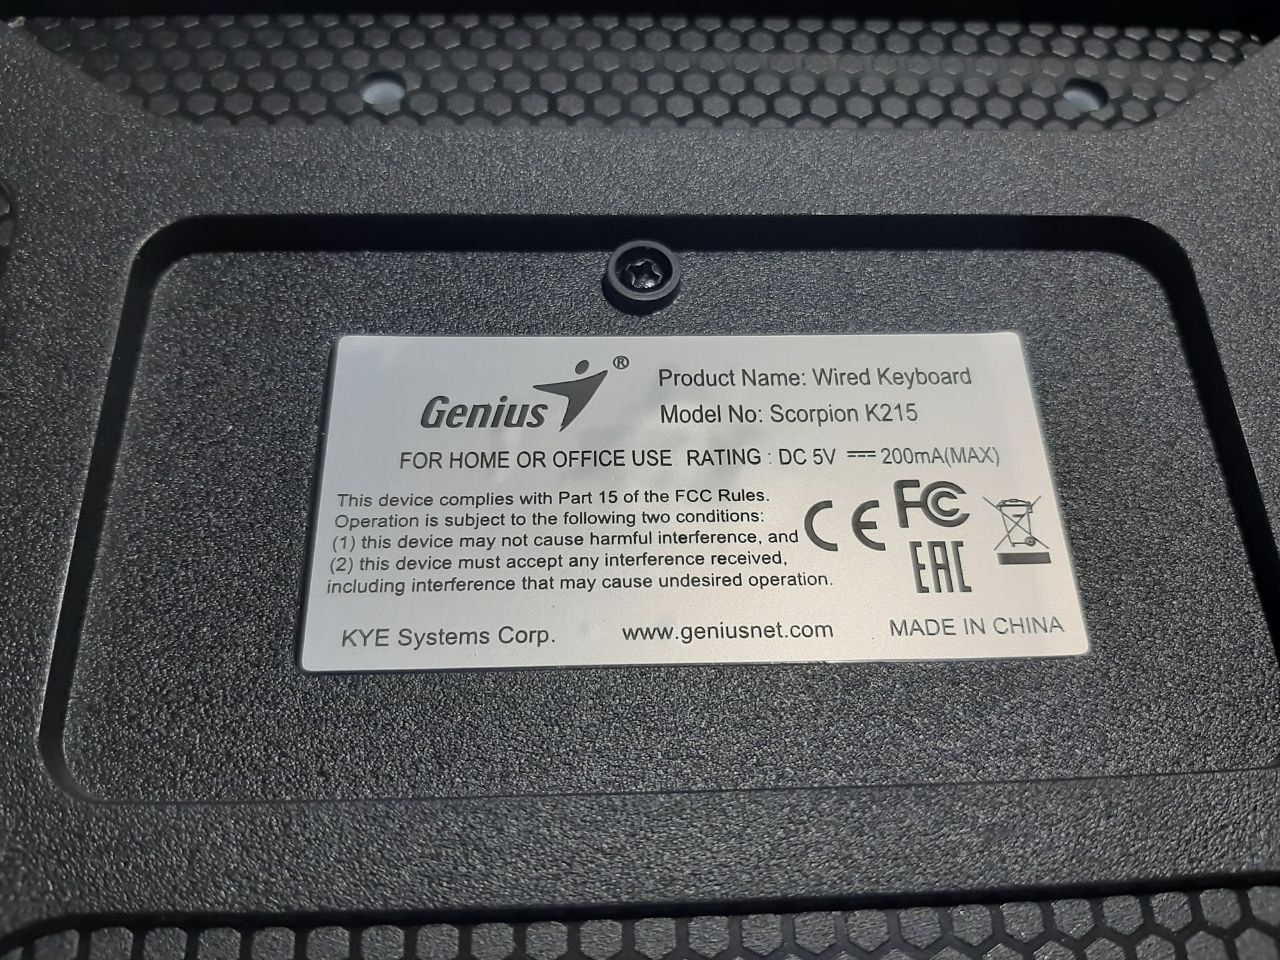 Genius®
Product Name: Wired Keyboard
Model No: Scorpion K215
FOR HOME OR OFFICE USE RATING : DC 5V ⎓ 200mA(MAX)
This device complies with Part 15 of the FCC Rules.
Operation is subject to the following two conditions:
(1) this device may not cause harmful interference, and
(2) this device must accept any interference received,
including interference that may cause undesired operation.
CE FC
EAC
KYE Systems Corp. www.geniusnet.com MADE IN CHINA